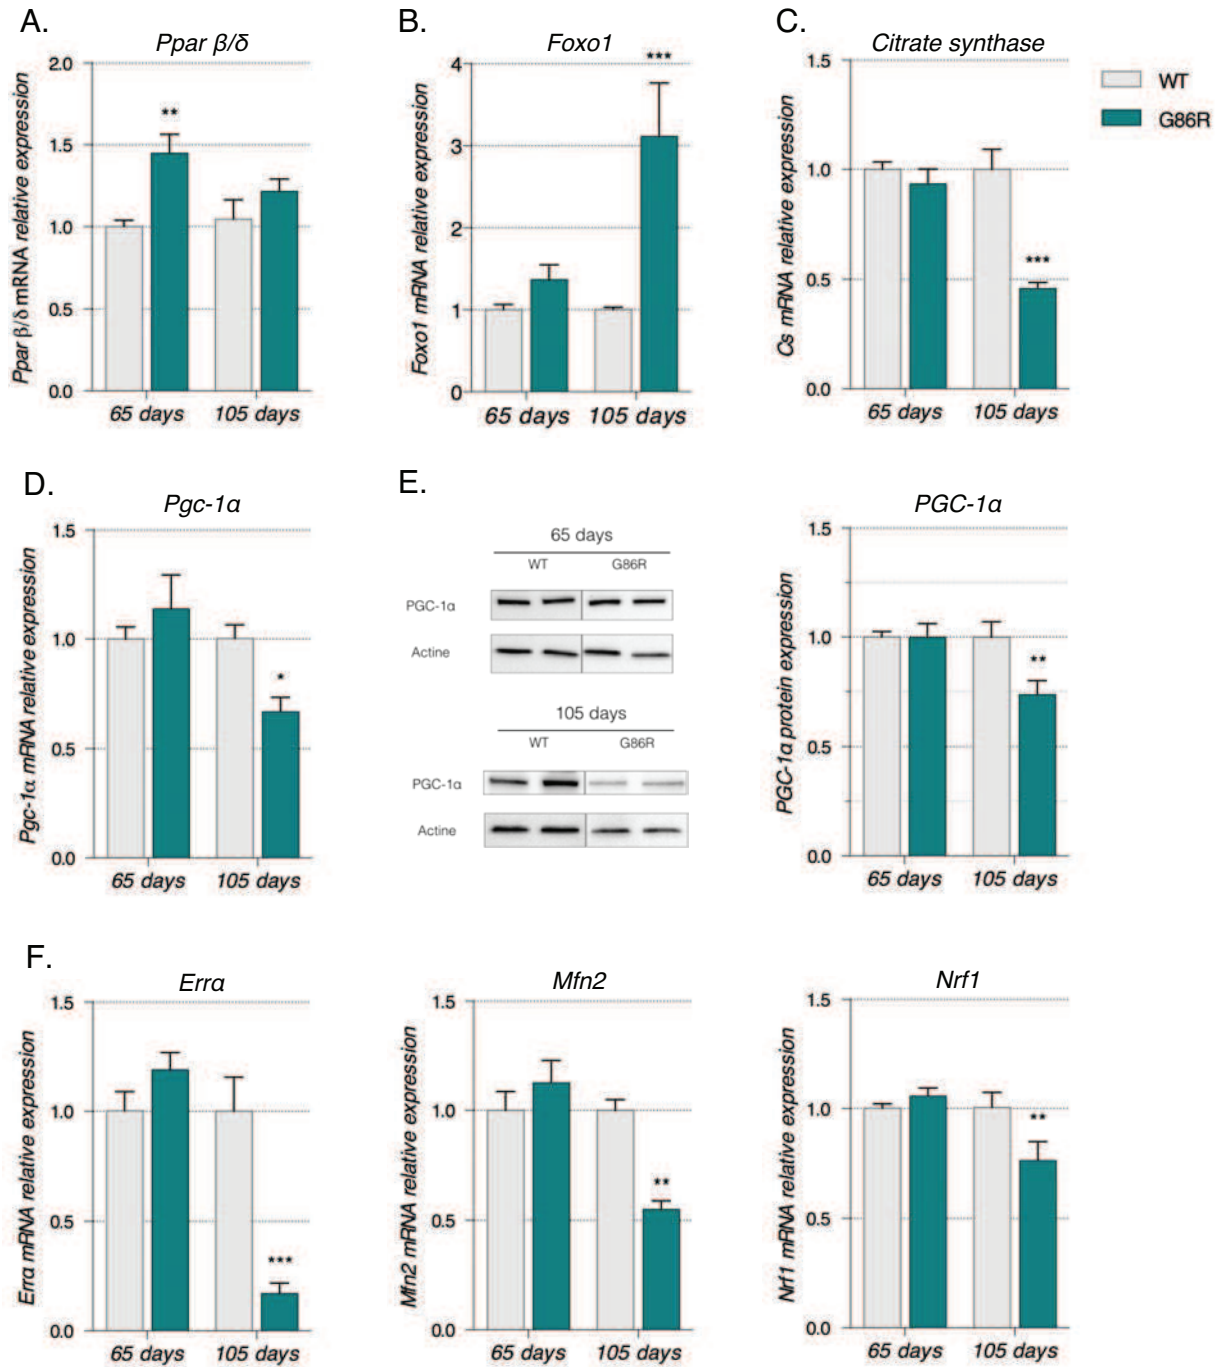 A.
Ppar β/δ
Ppar β/δ mRNA relative expression
2.0
1.5
1.0
0.5
0.0
**
65 days
105 days
B.
Foxo1
Foxo1 mRNA relative expression
4
3
2
1
0
***
65 days
105 days
C.
Citrate synthase
Cs mRNA relative expression
1.5
1.0
0.5
0.0
***
65 days
105 days
WT
G86R
D.
Pgc-1α
Pgc-1α mRNA relative expression
1.5
1.0
0.5
0.0
*
65 days
105 days
E.
65 days
WT
G86R
PGC-1α
Actine
105 days
WT
G86R
PGC-1α
Actine
PGC-1α
PGC-1α protein expression
1.5
1.0
0.5
0.0
**
65 days
105 days
F.
Errα
Errα mRNA relative expression
1.5
1.0
0.5
0.0
***
65 days
105 days
Mfn2
Mfn2 mRNA relative expression
1.5
1.0
0.5
0.0
**
65 days
105 days
Nrf1
Nrf1 mRNA relative expression
1.5
1.0
0.5
0.0
**
65 days
105 days